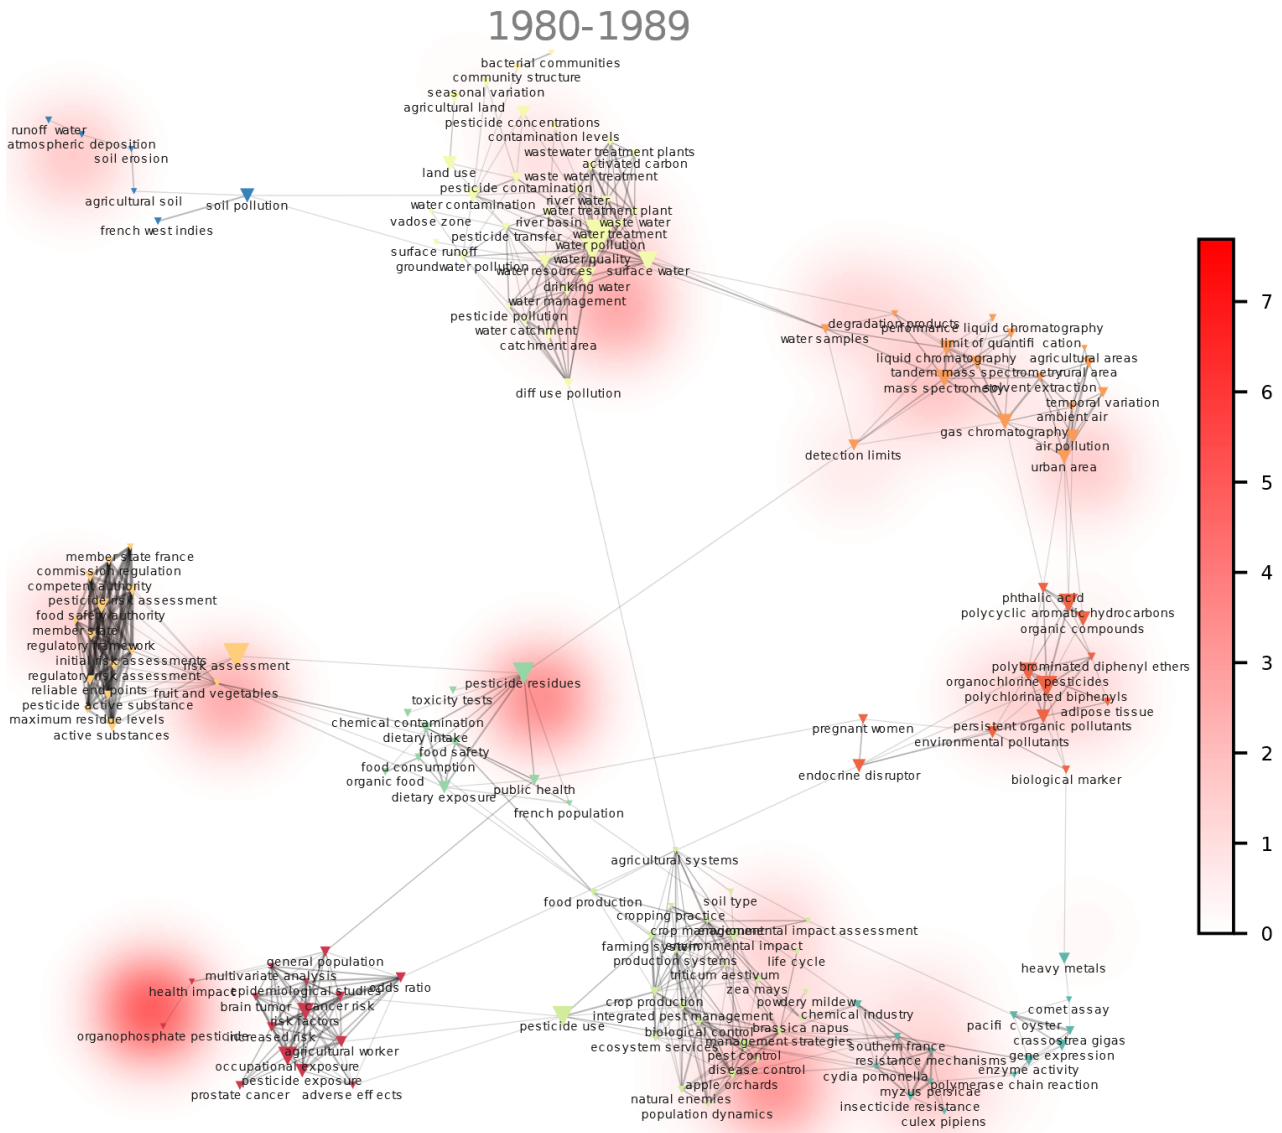 1980-1989
bacterial communities
community structure
seasonal variation
agricultural land
pesticide concentrations
contamination levels
wastewater treatment plants
activated carbon
land use
waste water treatment
pesticide contamination
river water
water contamination
water treatment plant
vadose zone
river basin
waste water
pesticide transfer
water treatment
water pollution
surface runoff
water quality
groundwater pollution
water resources
surface water
drinking water
water management
pesticide pollution
water catchment
catchment area
diff use pollution
runoff water
atmospheric deposition
soil erosion
agricultural soil
soil pollution
french west indies
degradation products
performance liquid chromatography
water samples
limit of quantifi cation
liquid chromatography
agricultural areas
tandem mass spectrometry
rural area
mass spectrometry
solvent extraction
temporal variation
ambient air
gas chromatography
air pollution
detection limits
urban area
7
6
5
4
3
2
1
0
member state france
commission regulation
competent authority
pesticide risk assessment
food safety authority
member state
regulatory framework
initial risk assessments
risk assessment
regulatory risk assessment
reliable end points
fruit and vegetables
pesticide active substance
maximum residue levels
active substances
pesticide residues
toxicity tests
chemical contamination
dietary intake
food safety
food consumption
organic food
public health
dietary exposure
french population
phthalic acid
polycyclic aromatic hydrocarbons
organic compounds
polybrominated diphenyl ethers
organochlorine pesticides
polychlorinated biphenyls
adipose tissue
persistent organic pollutants
pregnant women
environmental pollutants
endocrine disruptor
biological marker
agricultural systems
food production
soil type
cropping practice
crop management
environmental impact assessment
farming system
environmental impact
production systems
life cycle
triticum aestivum
zea mays
crop production
powdery mildew
integrated pest management
chemical industry
pesticide use
biological control
brassica napus
ecosystem services
management strategies
pest control
disease control
apple orchards
natural enemies
population dynamics
general population
multivariate analysis
health impact
epidemiological studies
odds ratio
brain tumor
cancer risk
risk factors
organophosphate pesticide
increased risk
agricultural worker
occupational exposure
pesticide exposure
prostate cancer
adverse eff ects
heavy metals
comet assay
pacifi c oyster
crassostrea gigas
southern france
gene expression
resistance mechanisms
enzyme activity
cydia pomonella
polymerase chain reaction
myzus persicae
insecticide resistance
culex pipiens